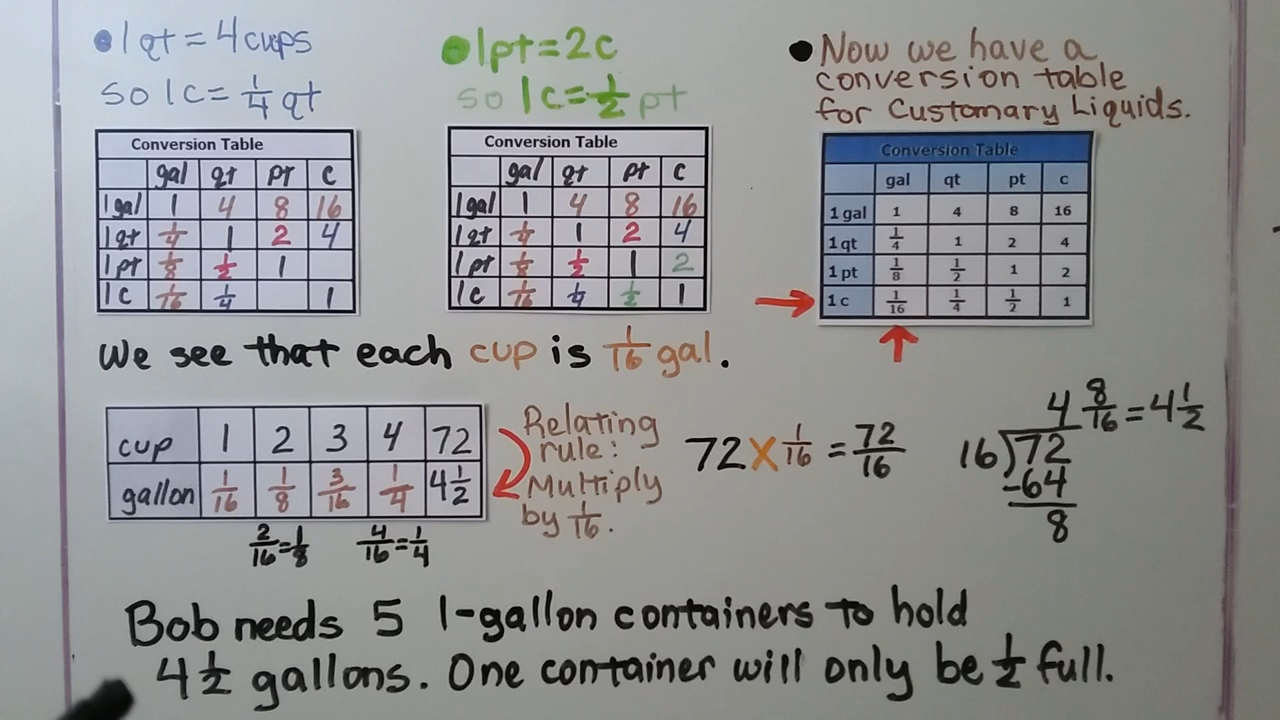 •1 qt = 4 cups
so 1 c = 1/4 qt
Conversion Table
gal qt pt c
1 gal 1 4 8 16
1 qt 1/4 1 2 4
1 pt 1/8 1/2 1
1 c 1/16 1/4 1
•1 pt = 2c
so 1 c = 1/2 pt
Conversion Table
gal qt pt c
1 gal 1 4 8 16
1 qt 1/4 1 2 4
1 pt 1/8 1/2 1 2
1 c 1/16 1/4 1/2 1
• Now we have a
conversion table
for Customary Liquids.
Conversion Table
gal qt pt c
1 gal 1 4 8 16
1 qt 1/4 1 2 4
1 pt 1/8 1/2 1 2
1 c 1/16 1/4 1/2 1
We see that each cup is 1/16 gal.
cup 1 2 3 4 72
gallon 1/16 1/8 3/16 1/4 4 1/2
2/16 = 1/8 4/16 = 1/4
Relating
rule:
Multiply
by 1/16.
72 x 1/16 = 72/16
4 8/16 = 4 1/2
16)72
-64
8
Bob needs 5 1-gallon containers to hold
4 1/2 gallons. One container will only be 1/2 full.